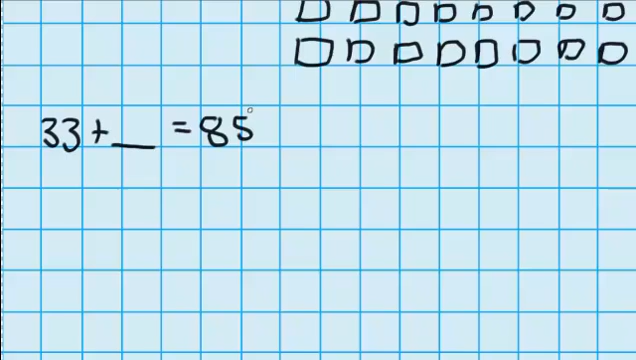 33 + __ = 85